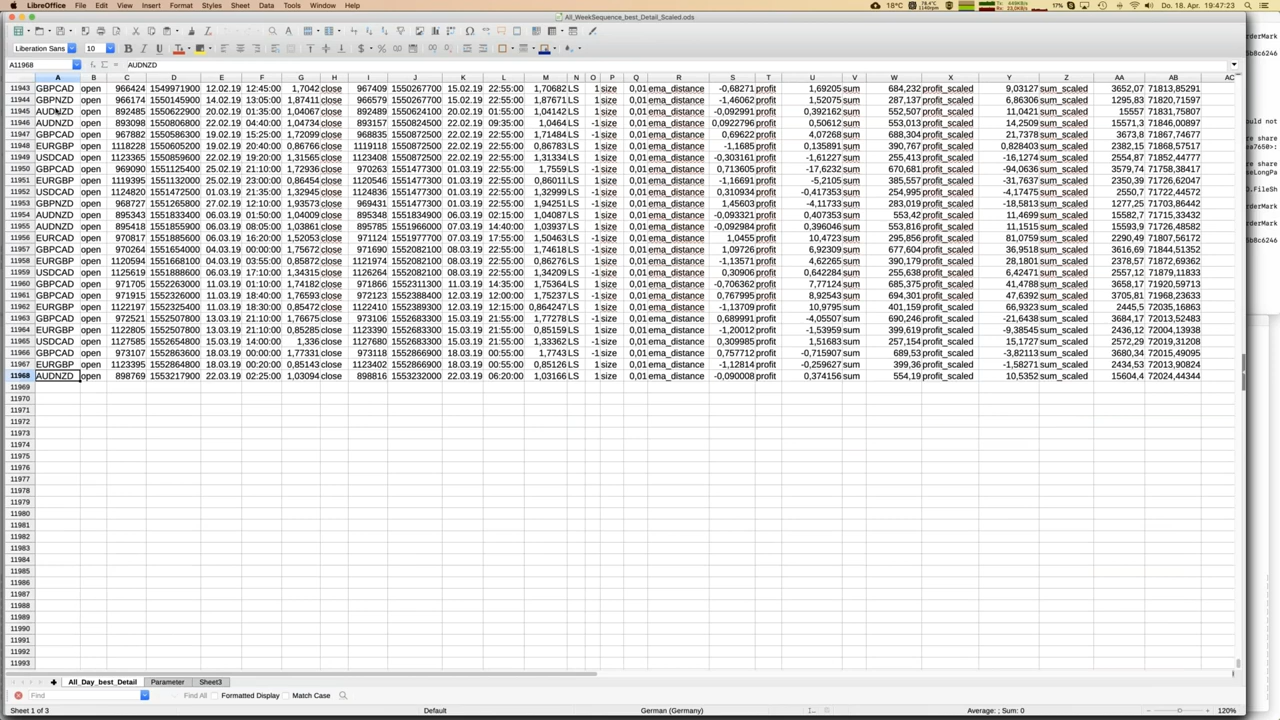 LibreOffice File Edit View Insert Format Styles Sheet Data Tools Window Help 18°C 17% Do. 18. Apr. 19:47:23
All_WeekSequence_best_Detail_Scaled.ods
Liberation Sans 10
A11968 AUDNZD
A B C D E F G H I J K L M N O P Q R S T U V W X Y Z AA AB AC
11943 GBPCAD open 966424 1549971900 12.02.19 12:45:00 1,7042 close 967409 1550267700 15.02.19 22:55:00 1,70682 LS 1 size 0,01 ema_distance -0,68271 profit 1,69205 sum 684,232 profit_scaled 9,03127 sum_scaled 3652,07 71813,85291
11944 GBPNZD open 966174 1550145900 14.02.19 13:05:00 1,87411 close 966579 1550267700 15.02.19 22:55:00 1,87671 LS -1 size 0,01 ema_distance -1,46062 profit 1,52075 sum 287,137 profit_scaled 6,86306 sum_scaled 1295,83 71820,71597
11945 AUDNZD open 892485 1550622900 20.02.19 01:35:00 1,04067 close 892489 1550624100 20.02.19 01:55:00 1,04142 LS 1 size 0,01 ema_distance -0,092991 profit 0,392162 sum 552,507 profit_scaled 11,0421 sum_scaled 15557 71831,75807
11946 AUDNZD open 893098 1550806800 22.02.19 04:40:00 1,04734 close 893157 1550824500 22.02.19 09:35:00 1,0464 LS -1 size 0,01 ema_distance 0,0922796 profit 0,50612 sum 553,013 profit_scaled 14,2509 sum_scaled 15571,3 71846,00897
11947 GBPCAD open 967882 1550586300 19.02.19 15:25:00 1,72099 close 968835 1550872500 22.02.19 22:55:00 1,71484 LS -1 size 0,01 ema_distance 0,69622 profit 4,07268 sum 688,304 profit_scaled 21,7378 sum_scaled 3673,8 71867,74677
11948 EURGBP open 1118228 1550605200 19.02.19 20:40:00 0,86766 close 1119118 1550872500 22.02.19 22:55:00 0,86783 LS 1 size 0,01 ema_distance -1,1685 profit 0,135891 sum 390,767 profit_scaled 0,828403 sum_scaled 2382,15 71868,57517
11949 USDCAD open 1123365 1550859600 22.02.19 19:20:00 1,31565 close 1123408 1550872500 22.02.19 22:55:00 1,31334 LS 1 size 0,01 ema_distance -0,303161 profit -1,61227 sum 255,413 profit_scaled -16,1274 sum_scaled 2554,87 71852,44777
11950 GBPCAD open 969090 1551125400 25.02.19 21:10:00 1,72936 close 970263 1551477300 01.03.19 22:55:00 1,7559 LS -1 size 0,01 ema_distance 0,713605 profit -17,6232 sum 670,681 profit_scaled -94,0636 sum_scaled 3579,74 71758,38417
11951 EURGBP open 1119395 1551132000 25.02.19 23:00:00 0,86454 close 1120546 1551477300 01.03.19 22:55:00 0,85803 LS 1 size 0,01 ema_distance -1,16691 profit -5,2105 sum 385,557 profit_scaled -31,7637 sum_scaled 2350,39 71726,62047
11952 USDCAD open 1124820 1551472500 01.03.19 21:35:00 1,32945 close 1124836 1551477300 01.03.19 22:55:00 1,32999 LS -1 size 0,01 ema_distance 0,310934 profit -0,417353 sum 254,995 profit_scaled -4,17475 sum_scaled 2550,7 71722,44572
11953 GBPNZD open 968727 1551265800 27.02.19 12:10:00 1,93573 close 969431 1551477300 01.03.19 22:55:00 1,94251 LS -1 size 0,01 ema_distance 1,45603 profit -4,11733 sum 283,019 profit_scaled -18,5813 sum_scaled 1277,25 71703,86442
11954 AUDNZD open 895343 1551833400 06.03.19 01:50:00 1,04009 close 895348 1551834900 06.03.19 02:15:00 1,04087 LS 1 size 0,01 ema_distance -0,093321 profit 0,407353 sum 553,42 profit_scaled 11,4699 sum_scaled 15582,7 71715,33432
11955 AUDNZD open 895418 1551855900 06.03.19 08:05:00 1,03861 close 895785 1551966000 07.03.19 14:40:00 1,03937 LS 1 size 0,01 ema_distance -0,092984 profit 0,396046 sum 553,816 profit_scaled 11,1515 sum_scaled 15593,9 71726,48582
11956 EURCAD open 970817 1551885600 06.03.19 16:20:00 1,52053 close 971124 1551977700 07.03.19 17:55:00 1,50463 LS -1 size 0,01 ema_distance 1,0455 profit 10,4723 sum 295,856 profit_scaled 81,0759 sum_scaled 2290,49 71807,56172
11957 GBPCAD open 970264 1551654000 04.03.19 00:00:00 1,75672 close 971690 1552082100 08.03.19 22:55:00 1,74618 LS -1 size 0,01 ema_distance 1,09726 profit 6,92265 sum 677,604 profit_scaled 36,9518 sum_scaled 71844,51352
11958 EURGBP open 1120594 1551668100 04.03.19 03:55:00 0,85872 close 1121974 1552082100 08.03.19 22:55:00 0,86276 LS 1 size 0,01 ema_distance -1,13571 profit 4,62265 sum 390,179 profit_scaled 28,1801 sum_scaled 2378,57 71872,69362
11959 USDCAD open 1125619 1551888600 06.03.19 17:10:00 1,34315 close 1126264 1552082100 08.03.19 22:55:00 1,34209 LS -1 size 0,01 ema_distance 0,30906 profit 0,642284 sum 255,638 profit_scaled 6,42471 sum_scaled 2557,12 71879,11833
11960 GBPCAD open 971705 1552263000 11.03.19 01:10:00 1,74182 close 971866 1552311300 11.03.19 14:35:00 1,75364 LS 1 size 0,01 ema_distance -0,706362 profit 7,77124 sum 685,375 profit_scaled 41,4788 sum_scaled 3658,17 71920,59713
11961 GBPCAD open 971915 1552326000 11.03.19 18:40:00 1,76593 close 972123 1552388400 12.03.19 12:00:00 1,75237 LS -1 size 0,01 ema_distance 0,767995 profit 8,92543 sum 694,301 profit_scaled 47,6392 sum_scaled 3705,81 71968,23633
11962 EURGBP open 1122197 1552325400 11.03.19 18:30:00 0,85472 close 1122410 1552389300 12.03.19 12:15:00 0,864247 LS 1 size 0,01 ema_distance -1,13709 profit 10,9795 sum 401,159 profit_scaled 66,9323 sum_scaled 2445,5 72035,16863
11963 GBPCAD open 972521 1552507800 13.03.19 21:10:00 1,76675 close 973106 1552683300 15.03.19 21:55:00 1,77291 LS -1 size 0,01 ema_distance 0,689955 profit -4,05507 sum 690,246 profit_scaled -21,6438 sum_scaled 3684,17 72013,52483
11964 EURGBP open 1122805 1552507800 13.03.19 21:10:00 0,85285 close 1123390 1552683300 15.03.19 21:55:00 0,85159 LS 1 size 0,01 ema_distance -1,20012 profit -1,53959 sum 399,619 profit_scaled -9,38545 sum_scaled 2436,12 72004,13938
11965 USDCAD open 1127585 1552654800 15.03.19 14:00:00 1,336 close 1127680 1552683300 15.03.19 21:55:00 1,33362 LS -1 size 0,01 ema_distance 0,309985 profit 1,51683 sum 257,154 profit_scaled 15,1727 sum_scaled 2572,29 72019,31208
11966 GBPCAD open 973107 1552863600 18.03.19 00:00:00 1,77331 close 973118 1552866900 18.03.19 00:55:00 1,7743 LS -1 size 0,01 ema_distance 0,757712 profit -0,715907 sum 689,53 profit_scaled -3,82113 sum_scaled 3680,34 72015,49095
11967 EURGBP open 1123395 1552864800 18.03.19 00:20:00 0,85143 close 1123402 1552866900 18.03.19 00:55:00 0,85126 LS 1 size 0,01 ema_distance -1,12814 profit -0,259627 sum 399,36 profit_scaled -1,58271 sum_scaled 2434,53 72013,90824
11968 AUDNZD open 898769 1553217900 22.03.19 02:25:00 1,03094 close 898816 1553232000 22.03.19 06:20:00 1,03166 LS 1 size 0,01 ema_distance -0,090008 profit 0,374156 sum 554,19 profit_scaled 10,5352 sum_scaled 15604,4 72024,44344
11969
11970
11971
11972
11973
11974
11975
11976
11977
11978
11979
11980
11981
11982
11983
11984
11985
11986
11987
11988
11989
11990
11991
11992
11993
All_Day_best_Detail Parameter Sheet3
Find Find All Formatted Display Match Case
Sheet 1 of 3 Default German (Germany) Average: ; Sum: 0 120%